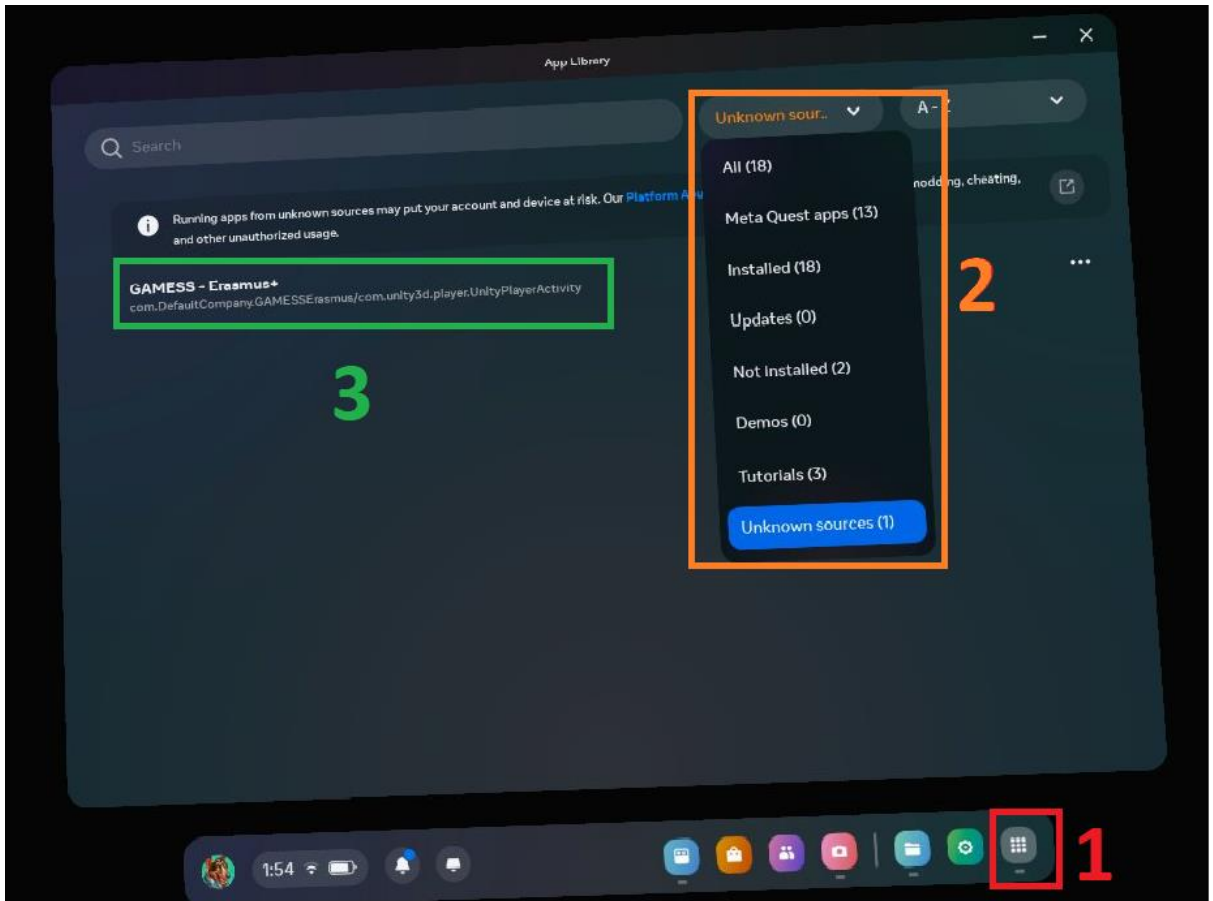 App Library
Search
Unknown sour..
A - Z
All (18)
Running apps from unknown sources may put your account and device at risk. Our Platform modding, cheating,
and other unauthorized usage.
Meta Quest apps (13)
GAMESS - Erasmus+
com.DefaultCompany.GAMESSErasmus/com.unity3d.player.UnityPlayerActivity
Installed (18)
2
Updates (0)
Not installed (2)
3
Demos (0)
Tutorials (3)
Unknown sources (1)
1:54
1